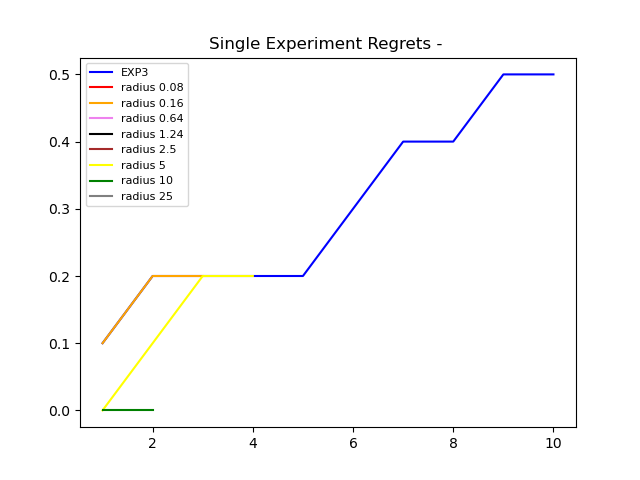 Single Experiment Regrets -
EXP3
radius 0.08
radius 0.16
radius 0.64
radius 1.24
radius 2.5
radius 5
radius 10
radius 25
0.5
0.4
0.3
0.2
0.1
0.0
2 4 6 8 10